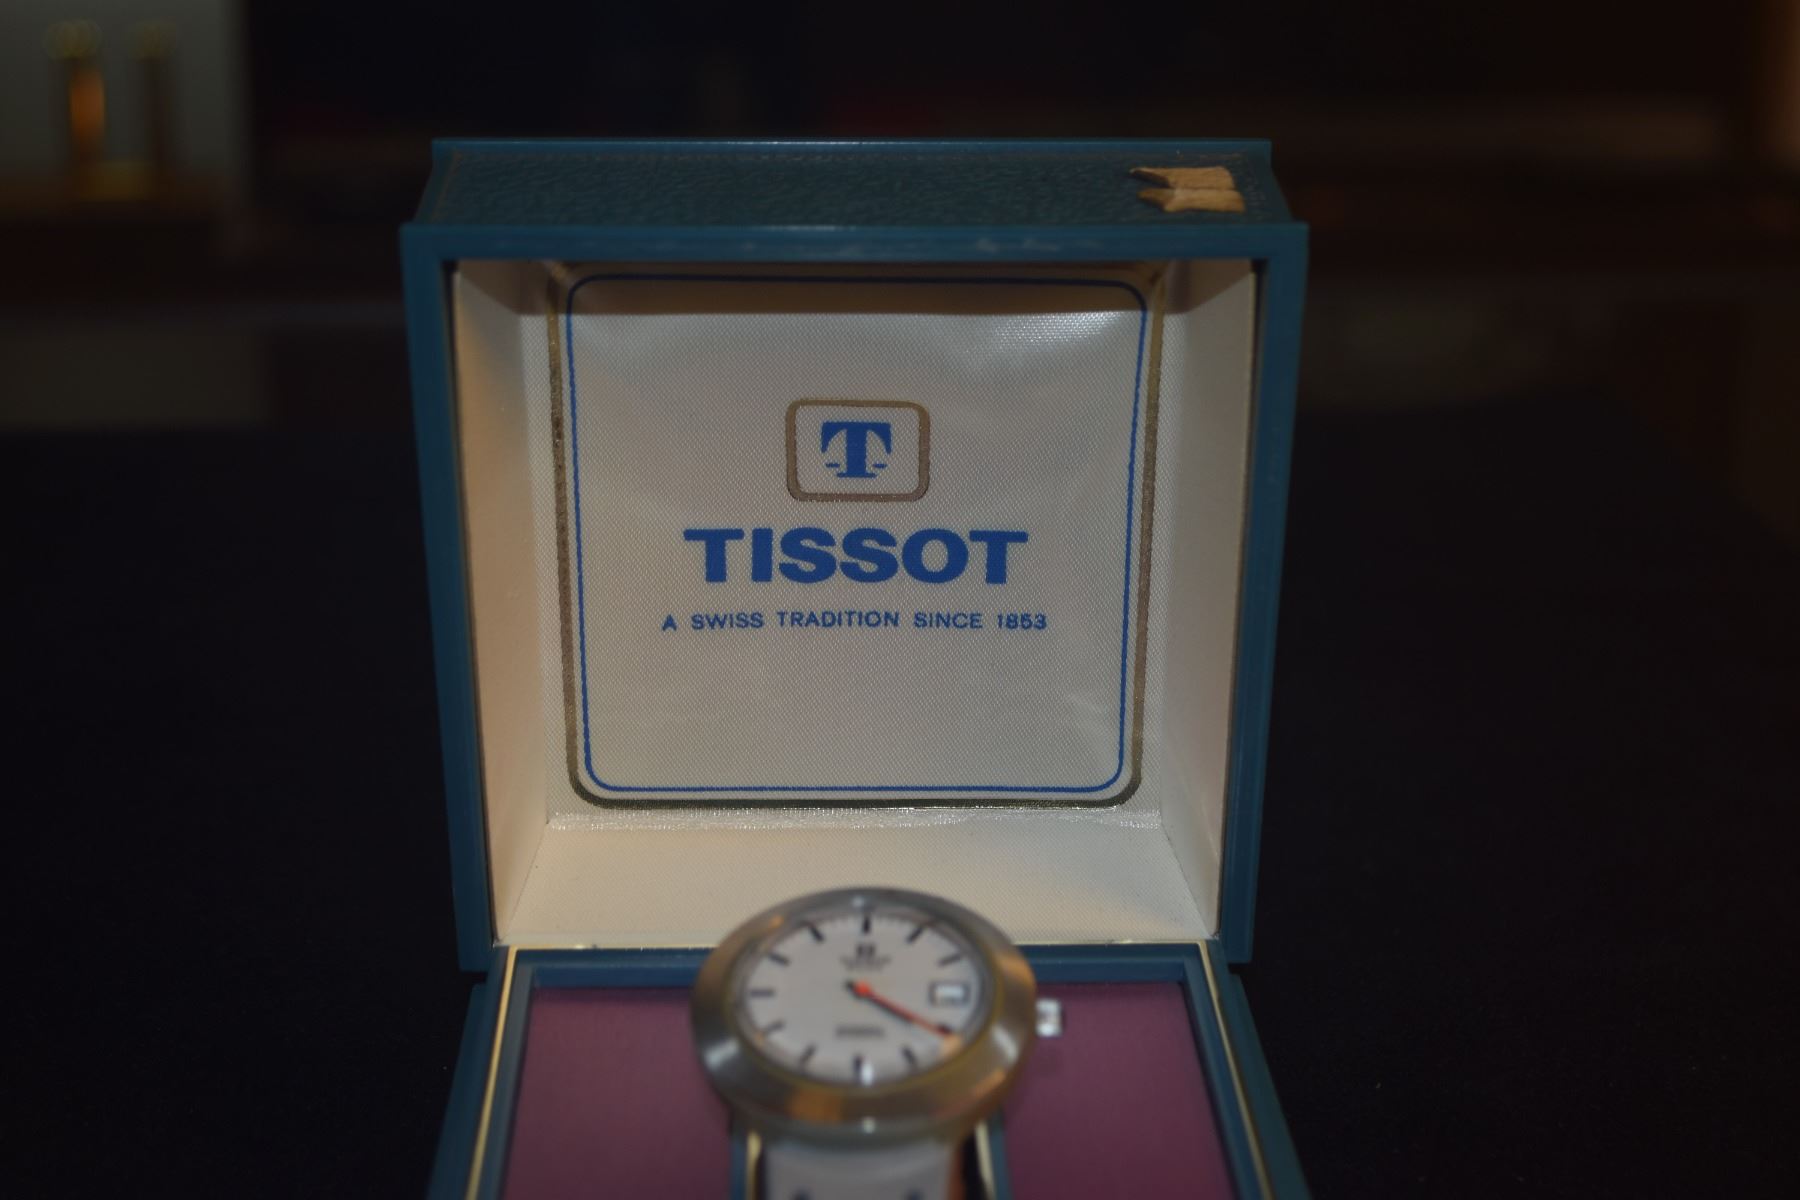 T
TISSOT
A SWISS TRADITION SINCE 1853